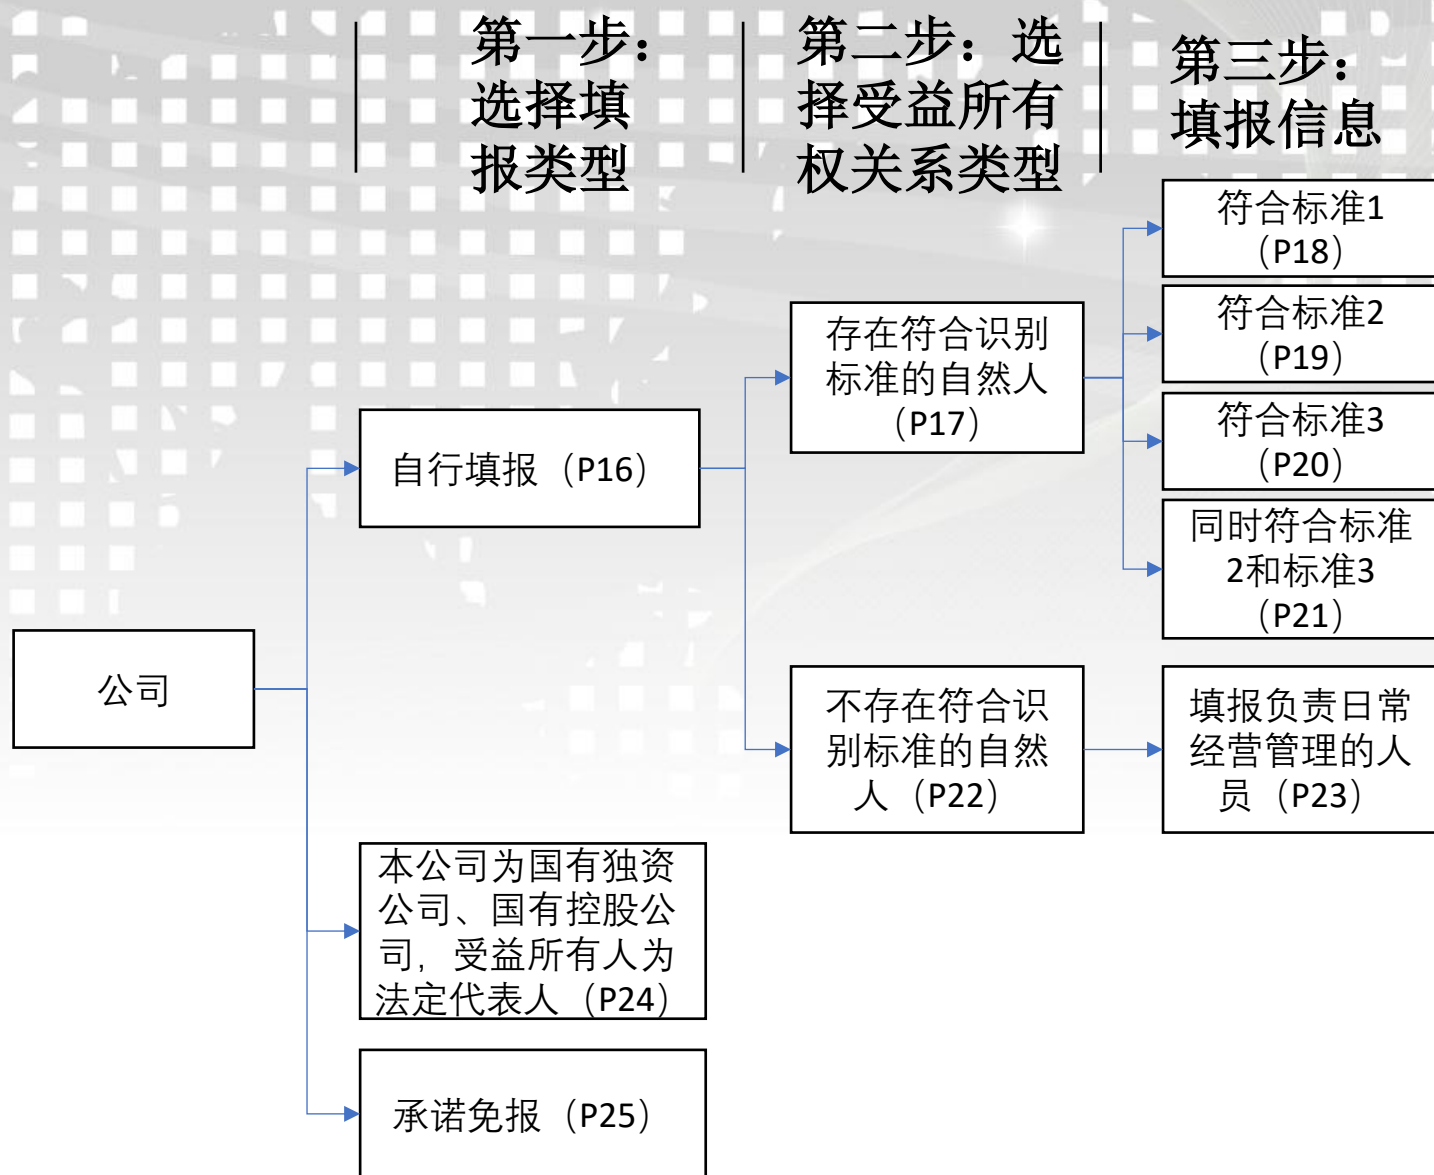 第一步：
选择填
报类型
第二步：选
择受益所有
权关系类型
第三步：
填报信息
公司
自行填报（P16）
本公司为国有独资
公司、国有控股公
司，受益所有人为
法定代表人（P24）
承诺免报（P25）
存在符合识别
标准的自然人
（P17）
不存在符合识
别标准的自然
人（P22）
符合标准1
（P18）
符合标准2
（P19）
符合标准3
（P20）
同时符合标准
2和标准3
（P21）
填报负责日常
经营管理的人
员（P23）